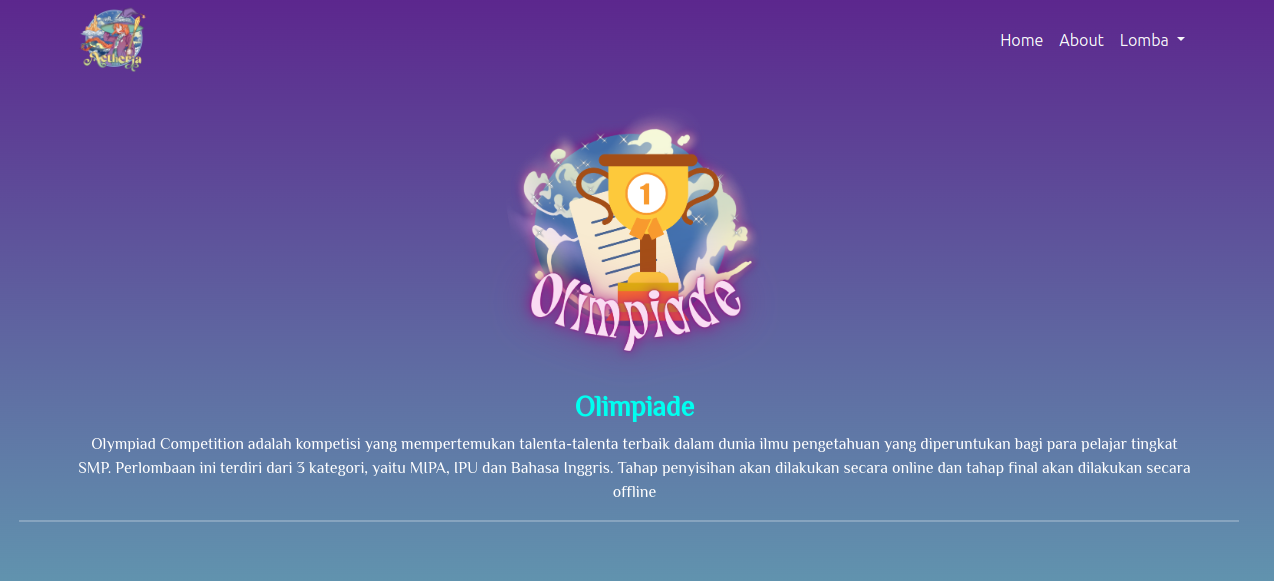 Aetheria
Home About Lomba
1
Olimpiade
Olimpiade
Olympiad Competition adalah kompetisi yang mempertemukan talenta-talenta terbaik dalam dunia ilmu pengetahuan yang diperuntukan bagi para pelajar tingkat
SMP. Perlombaan ini terdiri dari 3 kategori, yaitu MIPA, IPU dan Bahasa Inggris. Tahap penyisihan akan dilakukan secara online dan tahap final akan dilakukan secara
offline